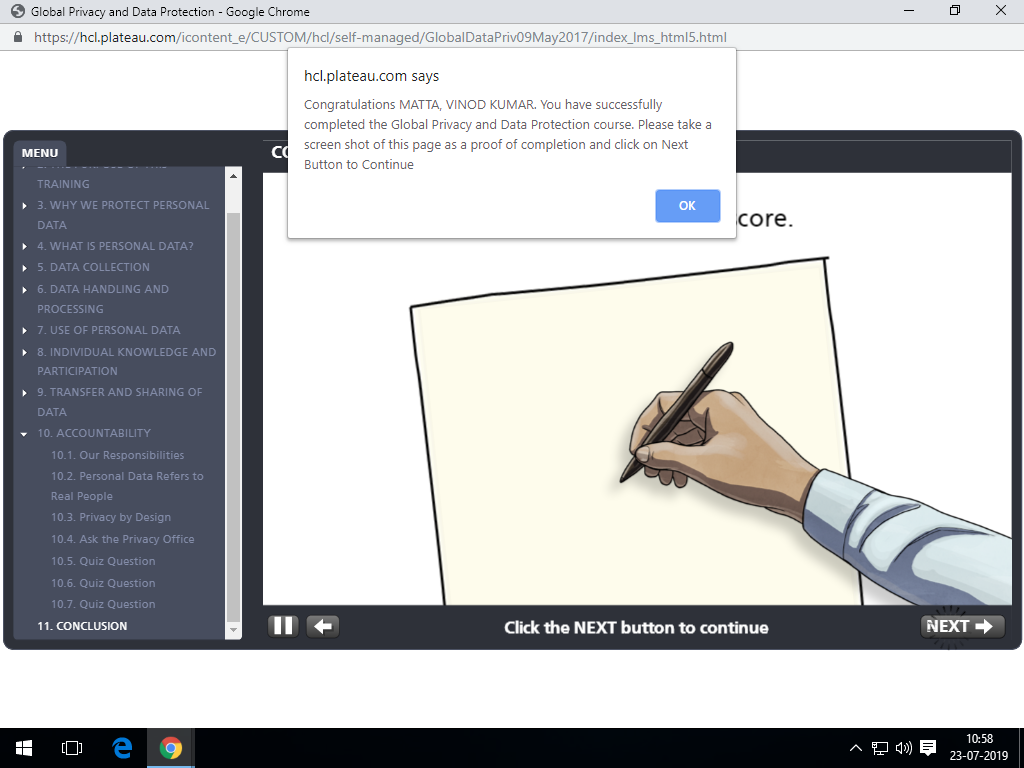 Global Privacy and Data Protection - Google Chrome
https://hcl.plateau.com/icontent_e/CUSTOM/hcl/self-managed/GlobalDataPriv09May2017/index_lms_html5.html
hcl.plateau.com says
Congratulations MATTA, VINOD KUMAR. You have successfully
completed the Global Privacy and Data Protection course. Please take a
screen shot of this page as a proof of completion and click on Next
Button to Continue
OK
MENU
CO
TRAINING
3. WHY WE PROTECT PERSONAL
DATA
4. WHAT IS PERSONAL DATA?
5. DATA COLLECTION
6. DATA HANDLING AND
PROCESSING
7. USE OF PERSONAL DATA
8. INDIVIDUAL KNOWLEDGE AND
PARTICIPATION
9. TRANSFER AND SHARING OF
DATA
10. ACCOUNTABILITY
10.1. Our Responsibilities
10.2. Personal Data Refers to
Real People
10.3. Privacy by Design
10.4. Ask the Privacy Office
10.5. Quiz Question
10.6. Quiz Question
10.7. Quiz Question
11. CONCLUSION
core.
Click the NEXT button to continue
NEXT
10:58
23-07-2019